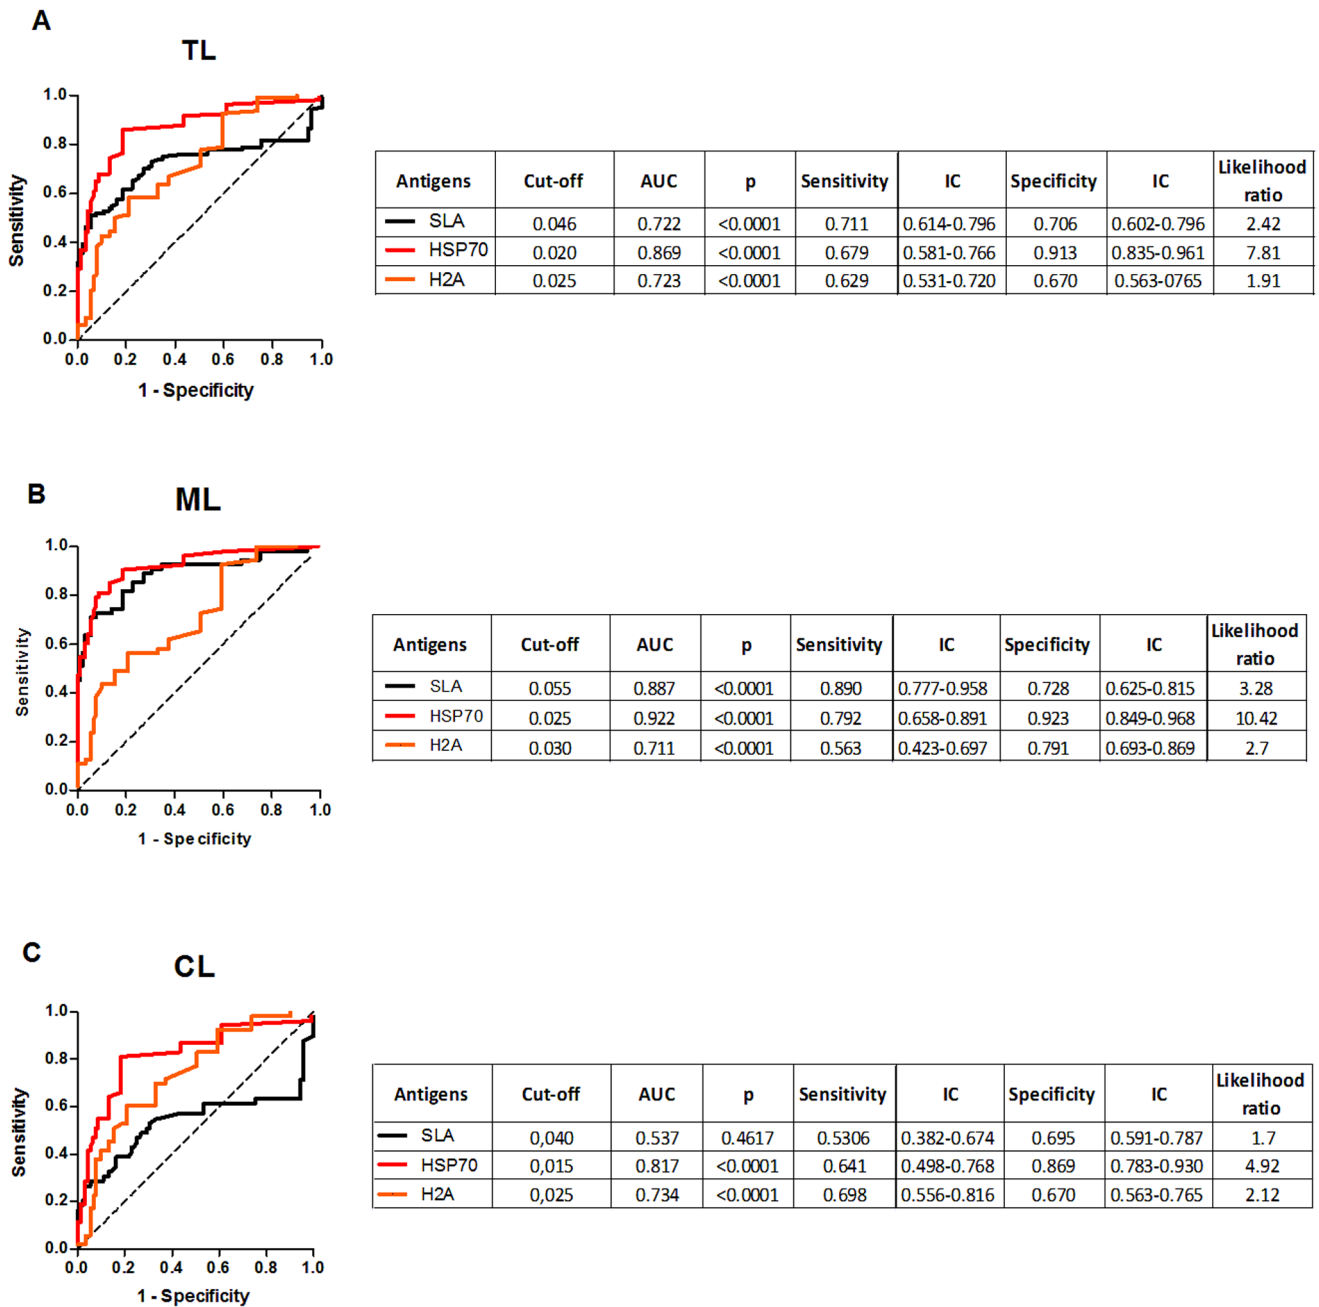 A
TL
1.0
0.8
0.6
0.4
0.2
0.0
Sensitivity
0.0 0.2 0.4 0.6 0.8 1.0
1 - Specificity
Antigens Cut-off AUC p Sensitivity IC Specificity IC Likelihood ratio
SLA 0.046 0.722 <0.0001 0.711 0.614-0.796 0.706 0.602-0.796 2.42
HSP70 0.020 0.869 <0.0001 0.679 0.581-0.766 0.913 0.835-0.961 7.81
H2A 0.025 0.723 <0.0001 0.629 0.531-0.720 0.670 0.563-0765 1.91
B
ML
1.0
0.8
0.6
0.4
0.2
0.0
Sensitivity
0.0 0.2 0.4 0.6 0.8 1.0
1 - Specificity
Antigens Cut-off AUC p Sensitivity IC Specificity IC Likelihood ratio
SLA 0.055 0.887 <0.0001 0.890 0.777-0.958 0.728 0.625-0.815 3.28
HSP70 0.025 0.922 <0.0001 0.792 0.658-0.891 0.923 0.849-0.968 10.42
H2A 0.030 0.711 <0.0001 0.563 0.423-0.697 0.791 0.693-0.869 2.7
C
CL
1.0
0.8
0.6
0.4
0.2
0.0
Sensitivity
0.0 0.2 0.4 0.6 0.8 1.0
1 - Specificity
Antigens Cut-off AUC p Sensitivity IC Specificity IC Likelihood ratio
SLA 0,040 0.537 0.4617 0.5306 0.382-0.674 0.695 0.591-0.787 1.7
HSP70 0,015 0.817 <0.0001 0.641 0.498-0.768 0.869 0.783-0.930 4.92
H2A 0,025 0.734 <0.0001 0.698 0.556-0.816 0.670 0.563-0.765 2.12